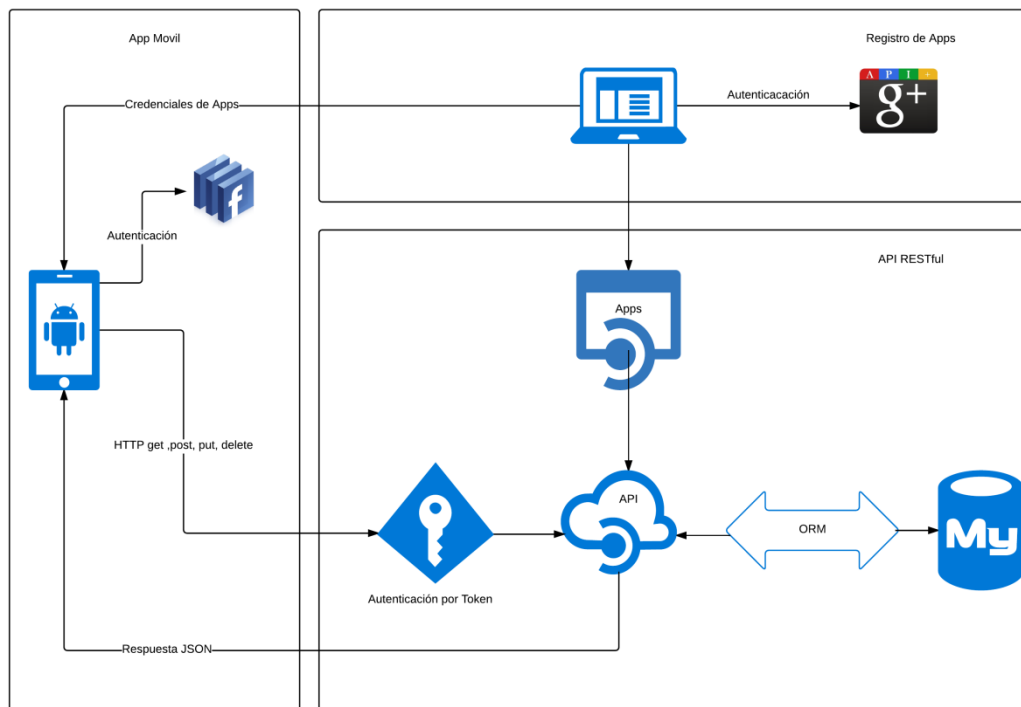 App Movil
Registro de Apps
A P I +
g+
Credenciales de Apps
Autenticacación
f
Autenticación
API RESTful
Apps
HTTP get ,post, put, delete
API
ORM
My
Autenticación por Token
Respuesta JSON